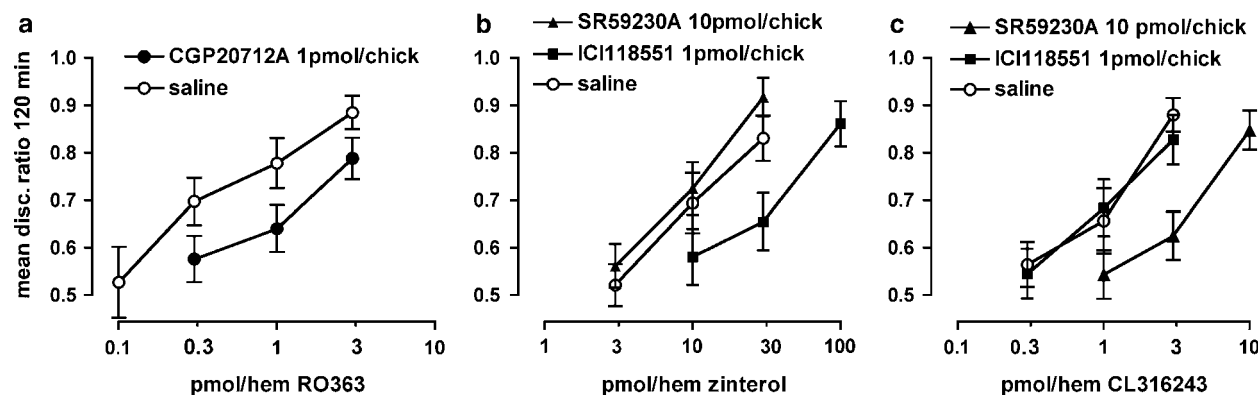 a
CGP20712A 1pmol/chick
saline
mean disc. ratio 120 min
1.0
0.9
0.8
0.7
0.6
0.5
0.1 0.3 1 3 10
pmol/hem RO363
b
SR59230A 10pmol/chick
ICI118551 1pmol/chick
saline
1.0
0.9
0.8
0.7
0.6
0.5
1 3 10 30 100
pmol/hem zinterol
c
SR59230A 10 pmol/chick
ICI118551 1pmol/chick
saline
1.0
0.9
0.8
0.7
0.6
0.5
0.1 0.3 1 3 10
pmol/hem CL316243